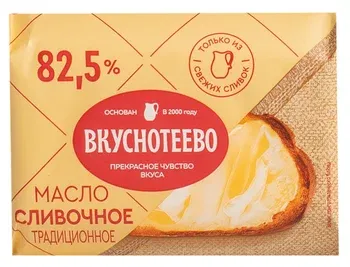 82,5%
ТОЛЬКО ИЗ
СВЕЖИХ СЛИВОК
ОСНОВАН В 2000 ГОДУ
ВКУСНОТЕЕВО
ПРЕКРАСНОЕ ЧУВСТВО
ВКУСА
МАСЛО
СЛИВОЧНОЕ
ТРАДИЦИОННОЕ